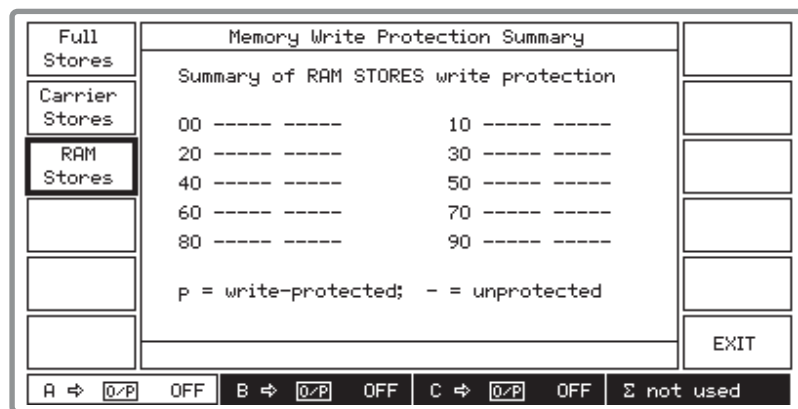 Full
Stores
Carrier
Stores
RAM
Stores
Memory Write Protection Summary
Summary of RAM STORES write protection
00 ----- ----- 10 ----- -----
20 ----- ----- 30 ----- -----
40 ----- ----- 50 ----- -----
60 ----- ----- 70 ----- -----
80 ----- ----- 90 ----- -----
p = write-protected; - = unprotected
EXIT
A ⇨ O/P OFF B ⇨ O/P OFF C ⇨ O/P OFF Σ not used